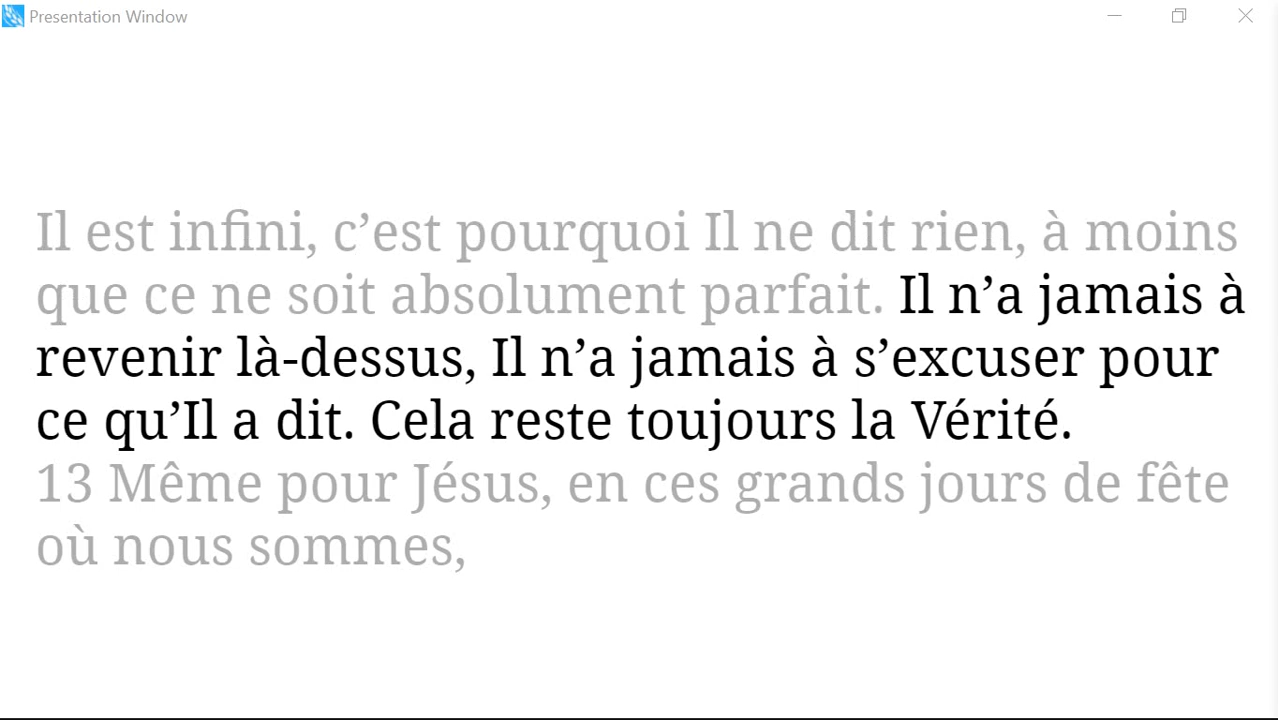 Presentation Window
Il est infini, c’est pourquoi Il ne dit rien, à moins
que ce ne soit absolument parfait. Il n’a jamais à
revenir là-dessus, Il n’a jamais à s’excuser pour
ce qu’Il a dit. Cela reste toujours la Vérité.
13 Même pour Jésus, en ces grands jours de fête
où nous sommes,